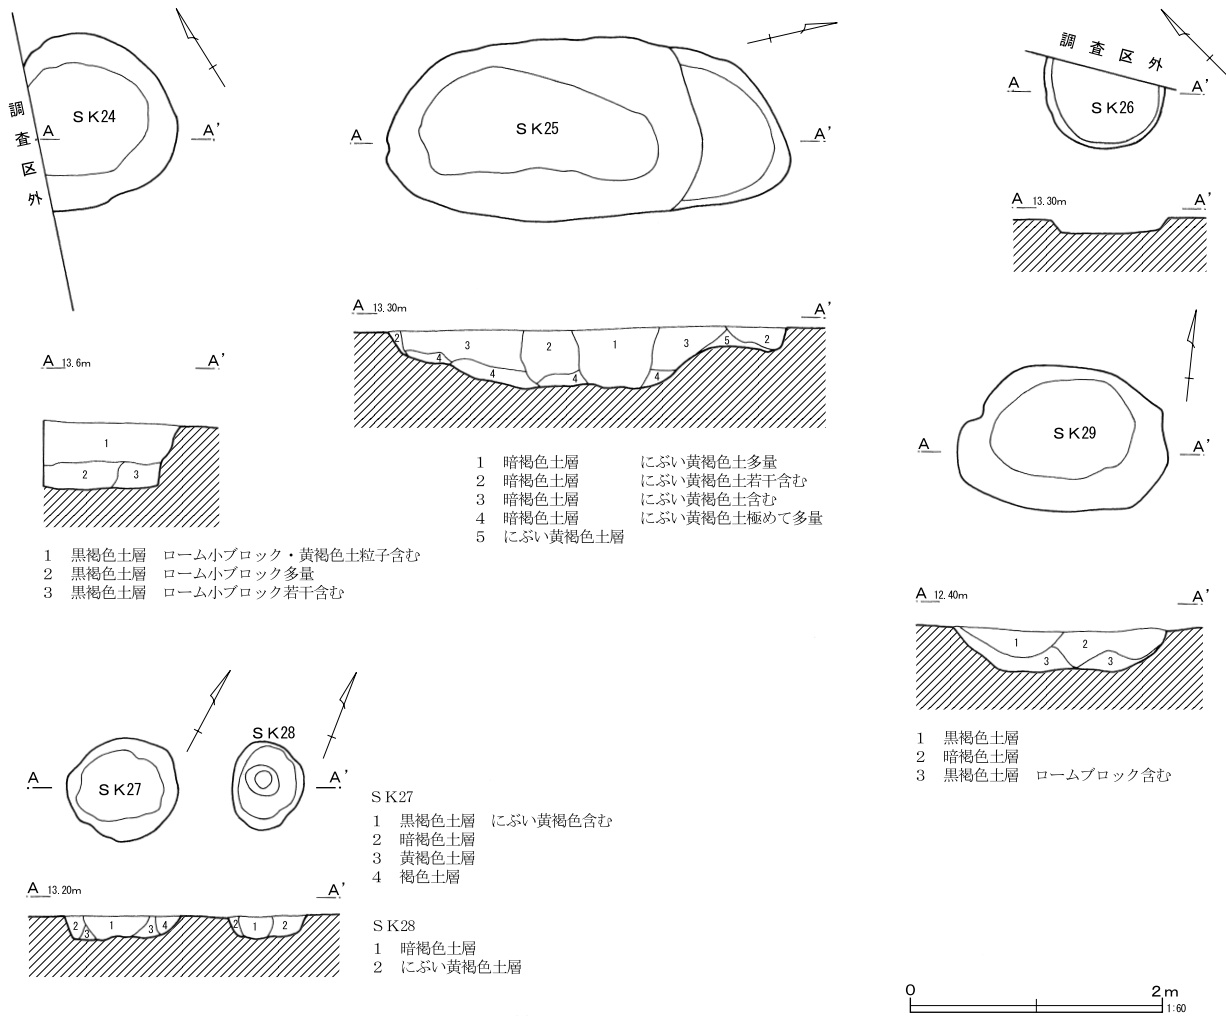 調査区外
ＳＫ24
A
A’
A 13.6m
A’
1
2
3
１ 黒褐色土層 ローム小ブロック・黄褐色土粒子含む
２ 黒褐色土層 ローム小ブロック多量
３ 黒褐色土層 ローム小ブロック若干含む
ＳＫ25
A
A’
A 13.30m
A’
2
3
4
4
2
4
1
3
4
5
2
１ 暗褐色土層 にぶい黄褐色土多量
２ 暗褐色土層 にぶい黄褐色土若干含む
３ 暗褐色土層 にぶい黄褐色土含む
４ 暗褐色土層 にぶい黄褐色土極めて多量
５ にぶい黄褐色土層
調査区外
ＳＫ26
A
A’
A 13.30m
A’
ＳＫ29
A
A’
A 12.40m
A’
1
2
3
3
１ 黒褐色土層
２ 暗褐色土層
３ 黒褐色土層 ロームブロック含む
ＳＫ27
ＳＫ28
A
A’
A 13.20m
A’
2
3
1
3
4
2
1
2
ＳＫ27
１ 黒褐色土層 にぶい黄褐色含む
２ 暗褐色土層
３ 黄褐色土層
４ 褐色土層
ＳＫ28
１ 暗褐色土層
２ にぶい黄褐色土層
0 2m
1:60